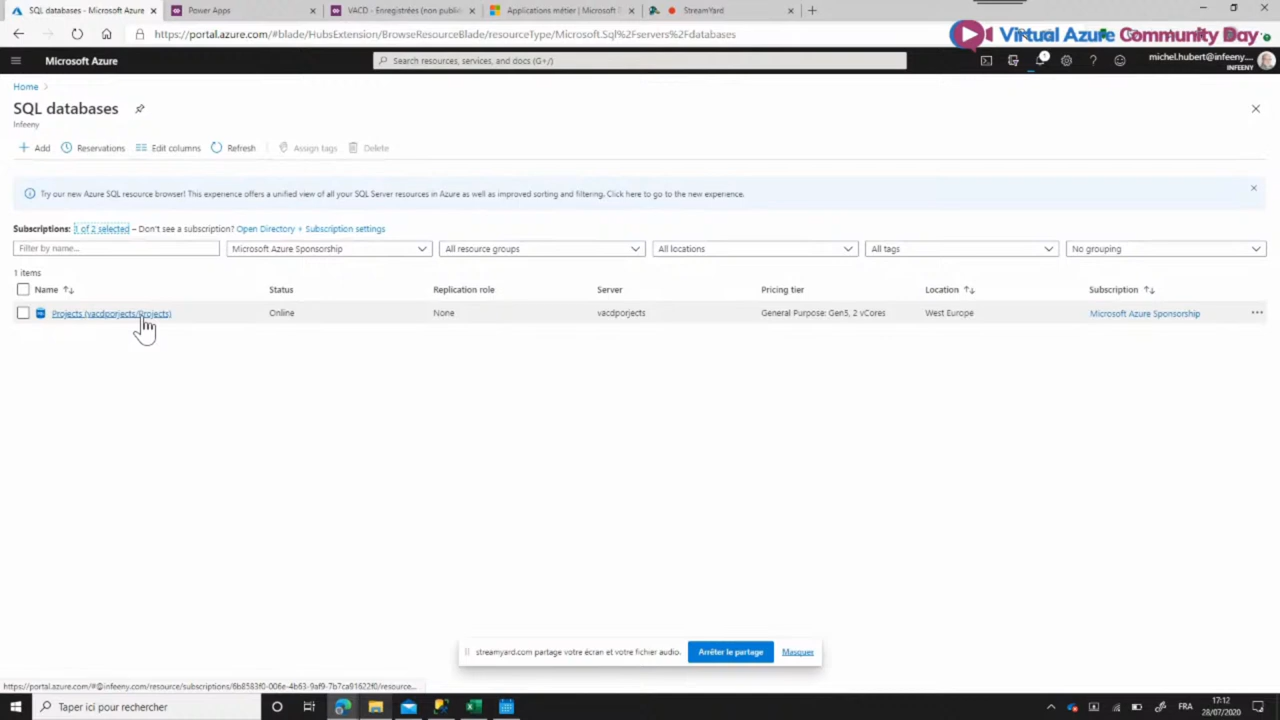 SQL databases - Microsoft Azure
Power Apps
VACD - Enregistrées (non publié
Applications métier | Microsoft
StreamYard
https://portal.azure.com/#blade/HubsExtension/BrowseResourceBlade/resourceType/Microsoft.Sql%2Fservers%2Fdatabases
Virtual Azure Community Day
Microsoft Azure
Search resources, services, and docs (G+/)
1
michel.hubert@infeeny....
INFEENY
Home
SQL databases
Infeeny
Add
Reservations
Edit columns
Refresh
Assign tags
Delete
Try our new Azure SQL resource browser! This experience offers a unified view of all your SQL Server resources in Azure as well as improved sorting and filtering. Click here to go to the new experience.
Subscriptions: 1 of 2 selected – Don't see a subscription? Open Directory + Subscription settings
Filter by name...
Microsoft Azure Sponsorship
All resource groups
All locations
All tags
No grouping
1 items
Name
Status
Replication role
Server
Pricing tier
Location
Subscription
Projects (vacdporjects/Projects)
Online
None
vacdporjects
General Purpose: Gen5, 2 vCores
West Europe
Microsoft Azure Sponsorship
streamyard.com partage votre écran et votre fichier audio.
Arrêter le partage
Masquer
https://portal.azure.com/#@infeeny.com/resource/subscriptions/6b8583f0-006e-4b63-9af9-7b7ca91622f0/resource...
Taper ici pour rechercher
FRA
17:12
28/07/2020